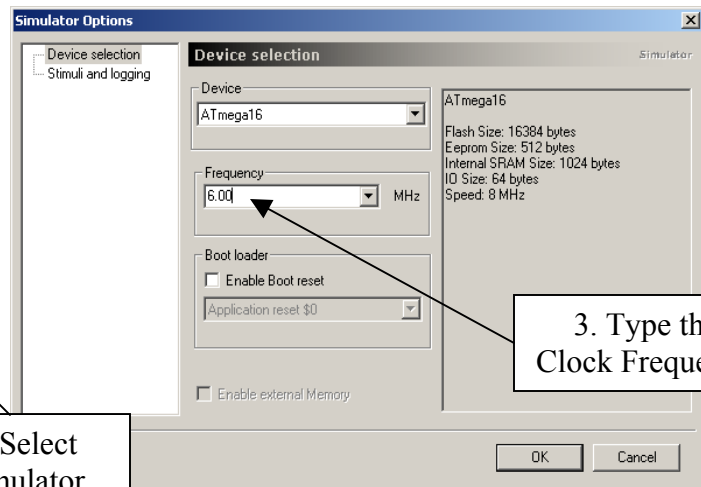 Simulator Options
Device selection
Stimuli and logging
Device selection
Simulator
Device
ATmega16
Frequency
6.00
MHz
Boot loader
Enable Boot reset
Application reset $0
Enable external Memory
ATmega16
Flash Size: 16384 bytes
Eeprom Size: 512 bytes
Internal SRAM Size: 1024 bytes
IO Size: 64 bytes
Speed: 8 MHz
3. Type th
Clock Freque
Select
mulator
OK
Cancel